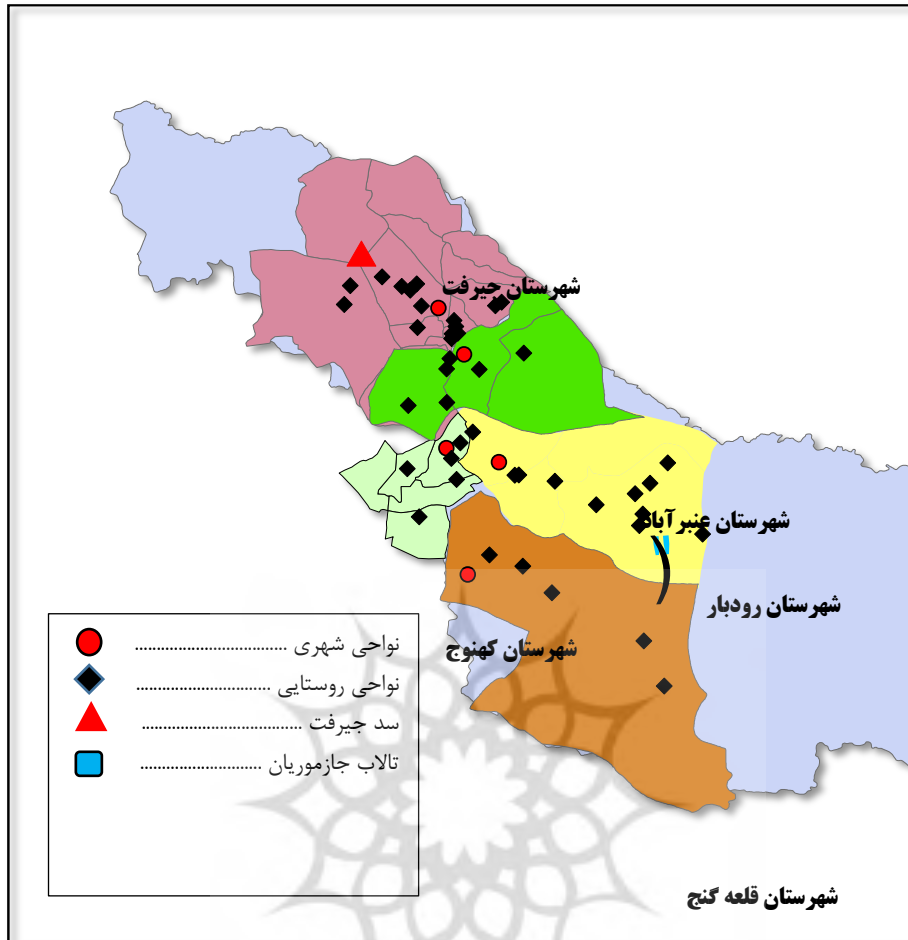 شهرستان جیرفت
شهرستان عنبرآباد
شهرستان رودبار
شهرستان کهنوج
نواحی شهری ................................
نواحی روستایی ............................
سد جیرفت ...........................
تالاب جازموریان .........................
شهرستان قلعه گنج